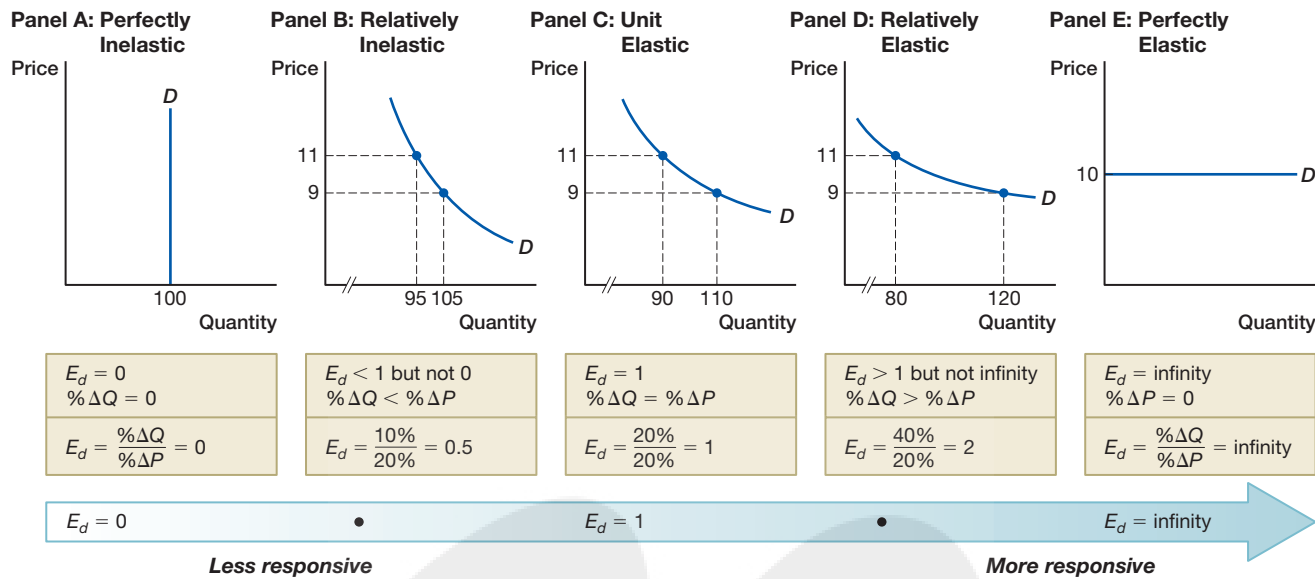 Panel A: Perfectly
Inelastic
Price
D
100
Quantity
E_d = 0
%ΔQ = 0
E_d = %ΔQ/%ΔP = 0
Panel B: Relatively
Inelastic
Price
11
9
D
95 105
Quantity
E_d < 1 but not 0
%ΔQ < %ΔP
E_d = 10%/20% = 0.5
Panel C: Unit
Elastic
Price
11
9
D
90 110
Quantity
E_d = 1
%ΔQ = %ΔP
E_d = 20%/20% = 1
Panel D: Relatively
Elastic
Price
11
9
D
80 120
Quantity
E_d > 1 but not infinity
%ΔQ > %ΔP
E_d = 40%/20% = 2
Panel E: Perfectly
Elastic
Price
10
D
Quantity
E_d = infinity
%ΔP = 0
E_d = %ΔQ/%ΔP = infinity
E_d = 0 • E_d = 1 • E_d = infinity
Less responsive More responsive